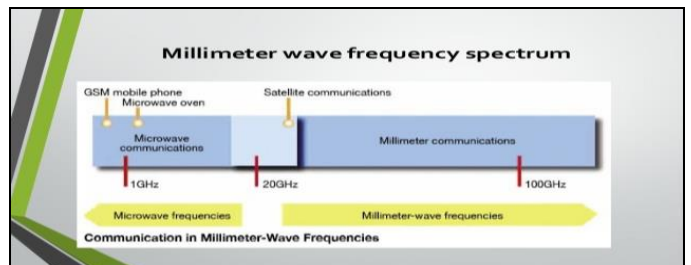 Millimeter wave frequency spectrum
GSM mobile phone
Microwave oven
Satellite communications
Microwave
communications
Millimeter communications
1GHz
20GHz
100GHz
Microwave frequencies
Millimeter-wave frequencies
Communication in Millimeter-Wave Frequencies